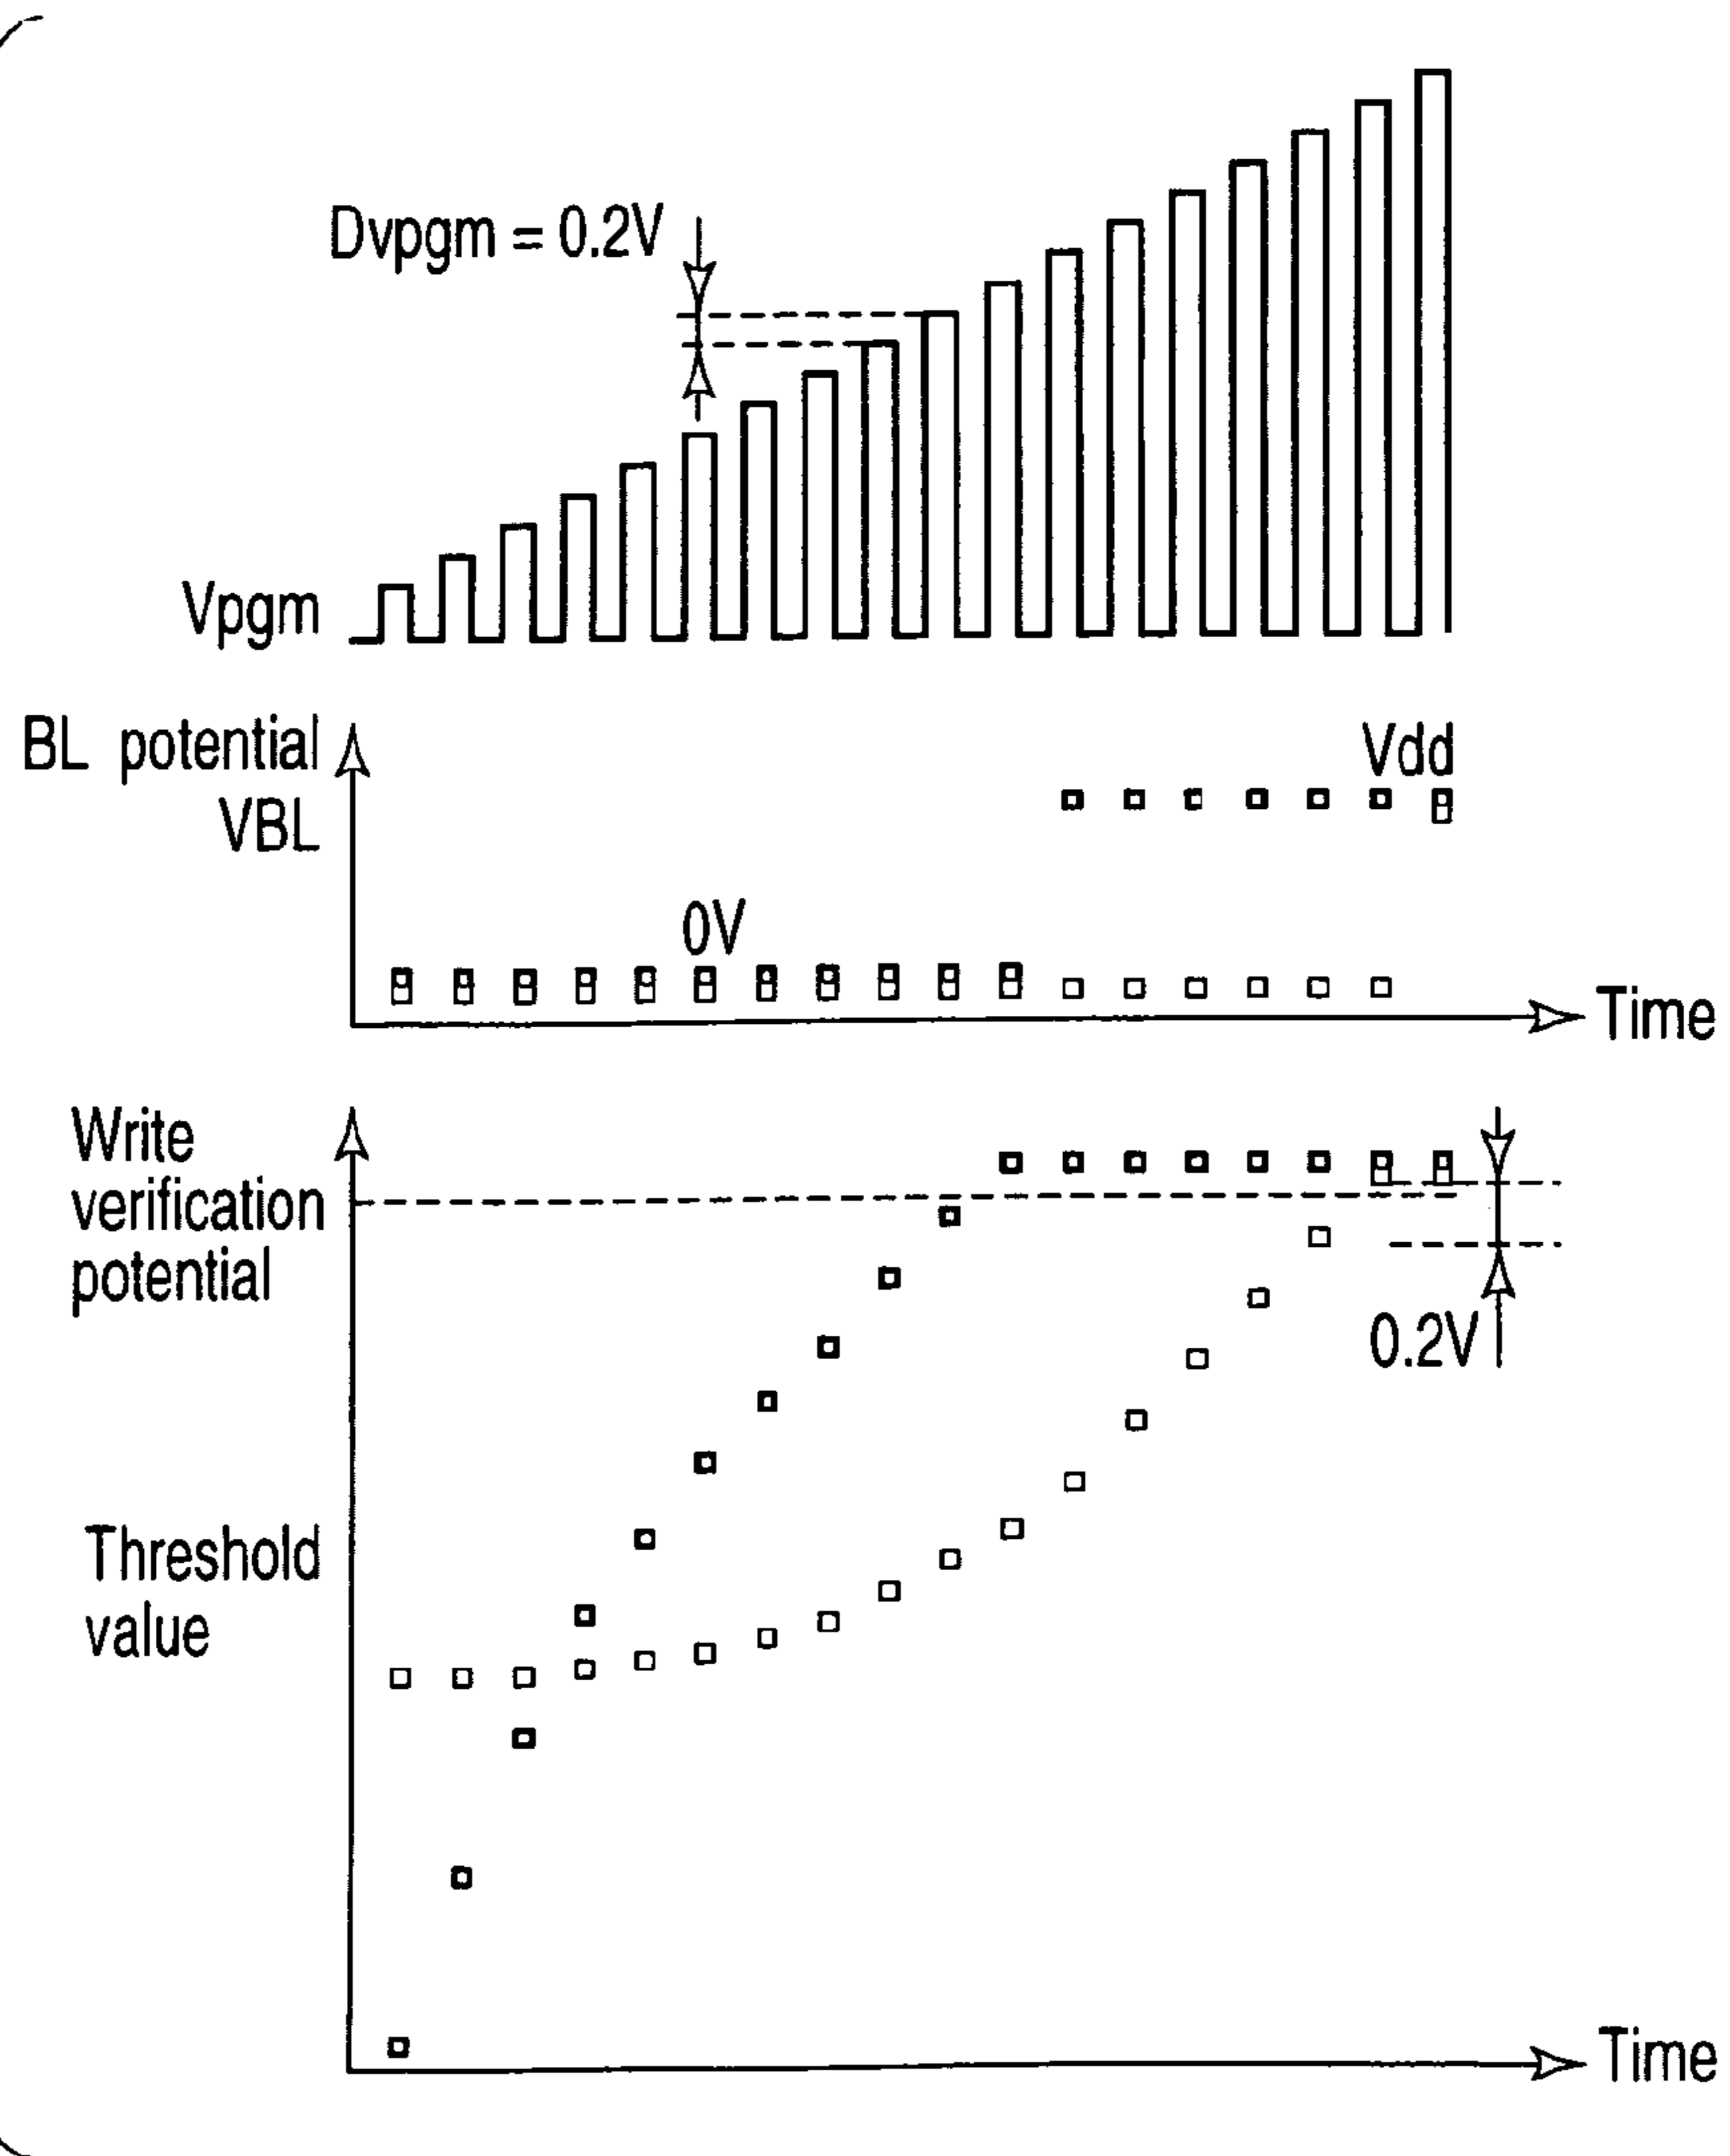 Dvpgm = 0.2V
Vpgm
BL potential
VBL
Vdd
0V
Time
Write
verification
potential
0.2V
Threshold
value
Time